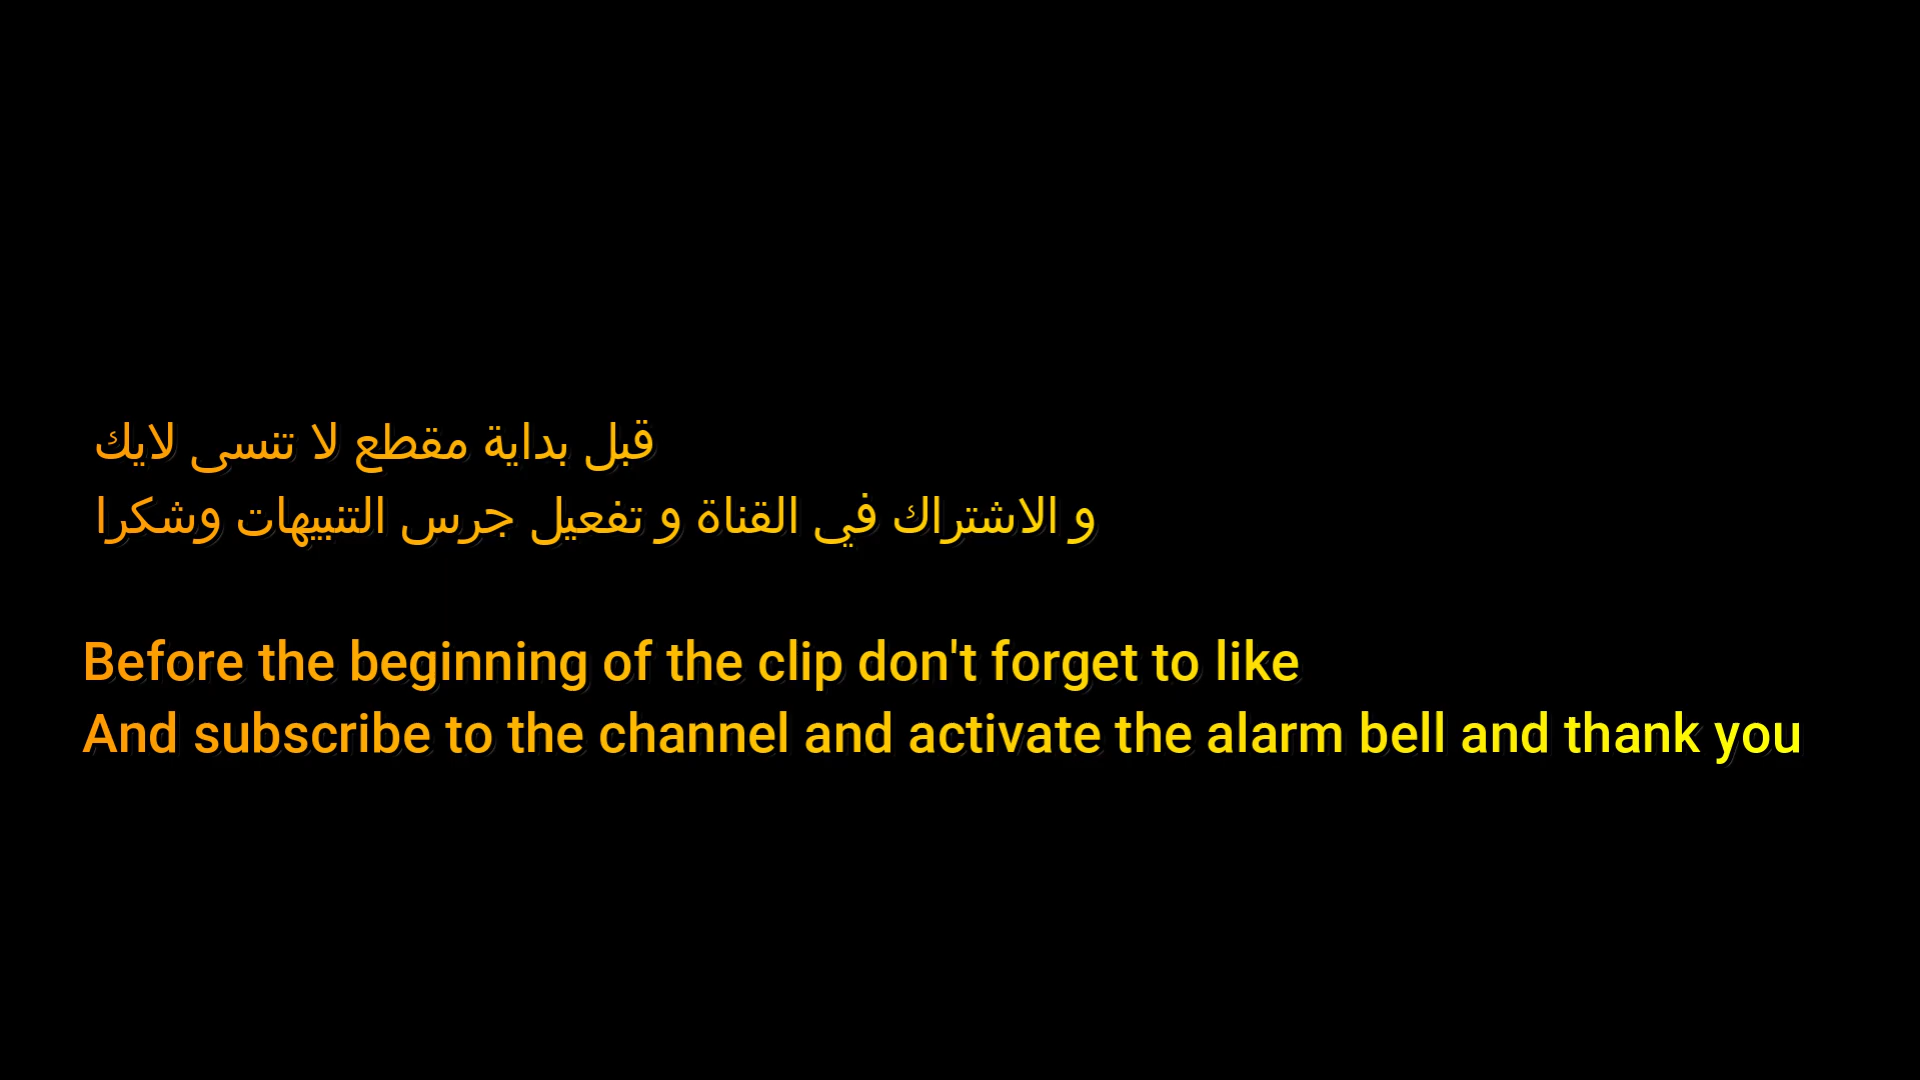 قبل بداية مقطع لا تنسى لايك
و الاشتراك في القناة و تفعيل جرس التنبيهات وشكرا
Before the beginning of the clip don't forget to like
And subscribe to the channel and activate the alarm bell and thank you